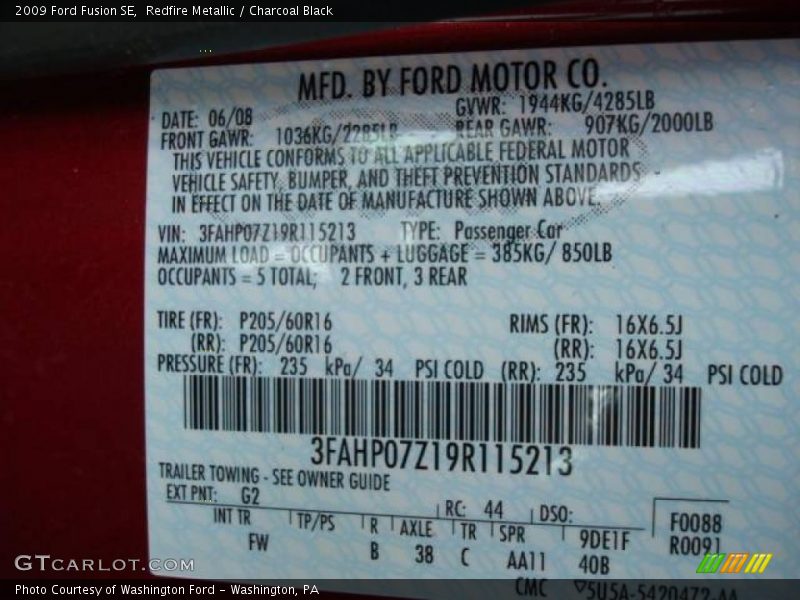 2009 Ford Fusion SE, Redfire Metallic / Charcoal Black
MFD. BY FORD MOTOR CO.
DATE: 06/08 GVWR: 1944KG/4285LB
FRONT GAWR: 1036KG/2285LB REAR GAWR: 907KG/2000LB
THIS VEHICLE CONFORMS TO ALL APPLICABLE FEDERAL MOTOR
VEHICLE SAFETY, BUMPER, AND THEFT PREVENTION STANDARDS
IN EFFECT ON THE DATE OF MANUFACTURE SHOWN ABOVE.
VIN: 3FAHP07Z19R115213 TYPE: Passenger Car
MAXIMUM LOAD = OCCUPANTS + LUGGAGE = 385KG/ 850LB
OCCUPANTS = 5 TOTAL; 2 FRONT, 3 REAR
TIRE (FR): P205/60R16 RIMS (FR): 16X6.5J
(RR): P205/60R16 (RR): 16X6.5J
PRESSURE (FR): 235 kPa/ 34 PSI COLD (RR): 235 kPa/ 34 PSI COLD
3FAHP07Z19R115213
TRAILER TOWING - SEE OWNER GUIDE
EXT PNT: G2 RC: 44 DSO: F0088
INT TR TP/PS R AXLE TR SPR 9DE1F R0091
FW B 38 C AA11 40B
CMC 5U5A-5420472-AA
GTCARLOT.COM
Photo Courtesy of Washington Ford - Washington, PA